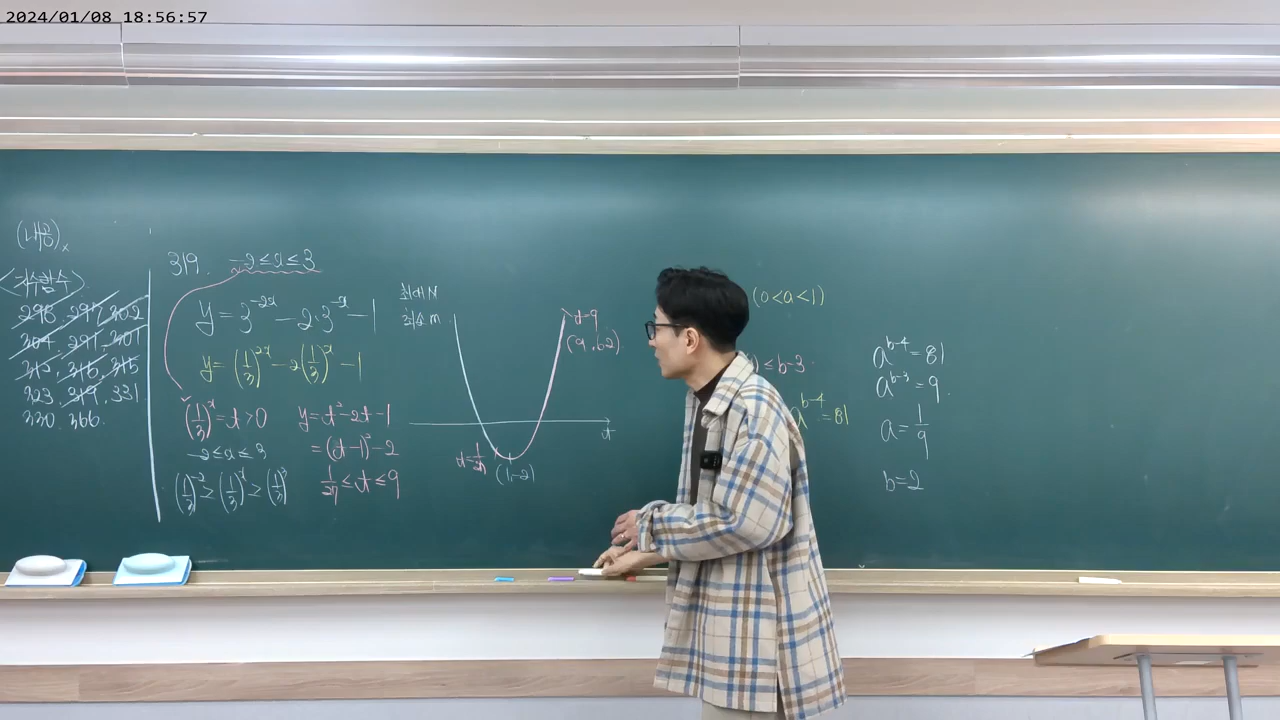 2024/01/08 18:56:57
<지수함수>
298. 297. 302
304. 291. 301
312. 316. 315
323. 319. 331
330. 366.
319. -2≤x≤3
y=3^{-2x}-2·3^{-x}-1
y=(1/3)^{2x}-2(1/3)^x-1
(1/3)^x=t>0
-2≤x≤3
(1/3)^{-2}≥(1/3)^x≥(1/3)^3
y=t²-2t-1
=(t-1)²-2
1/27≤t≤9
최대 M
최소 m
t=9
(9, 62)
t
t=1/27
(1,-2)
(0<a<1)
≤b-3
a^{b-4}=81
a^{b-4}=81
a^{b-3}=9
a=1/9
b=2